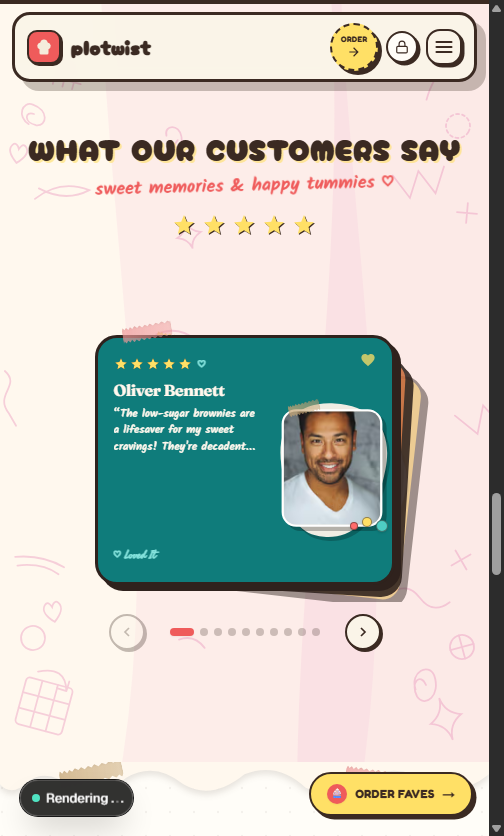 plotwist
ORDER
→
WHAT OUR CUSTOMERS SAY
sweet memories & happy tummies ♡
Oliver Bennett
“The low-sugar brownies are
a lifesaver for my sweet
cravings! They're decadent...
♡ Loved It
Rendering ...
ORDER FAVES →